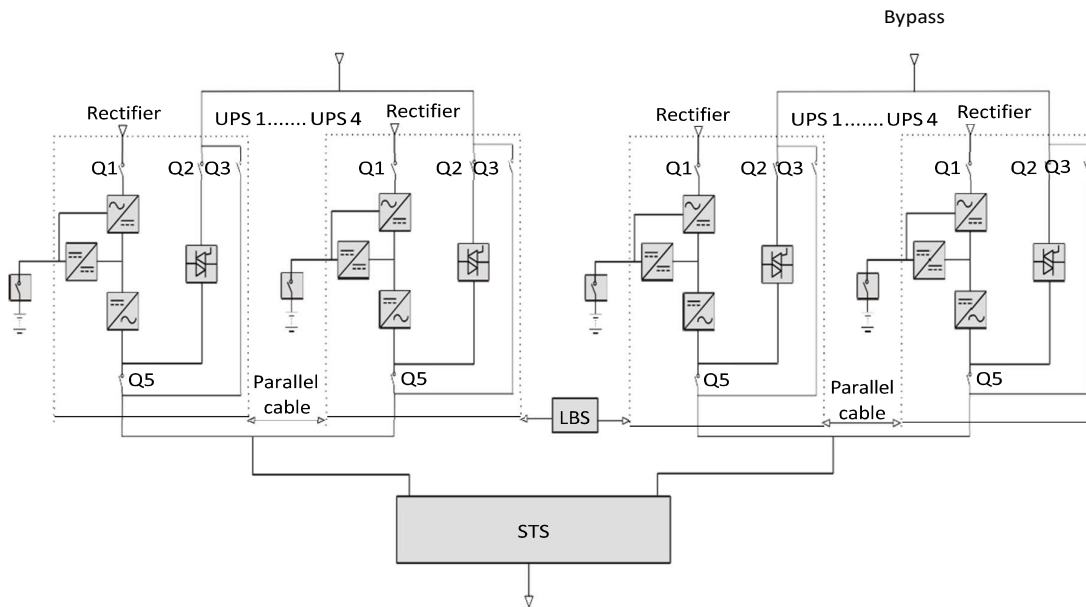 Bypass
Rectifier
UPS 1....... UPS 4
Rectifier
Rectifier
UPS 1....... UPS 4
Rectifier
Q1
Q2
Q3
Q1
Q2
Q3
Q1
Q2
Q3
Q1
Q2
Q3
Q5
Parallel
cable
Q5
LBS
Q5
Parallel
cable
Q5
STS